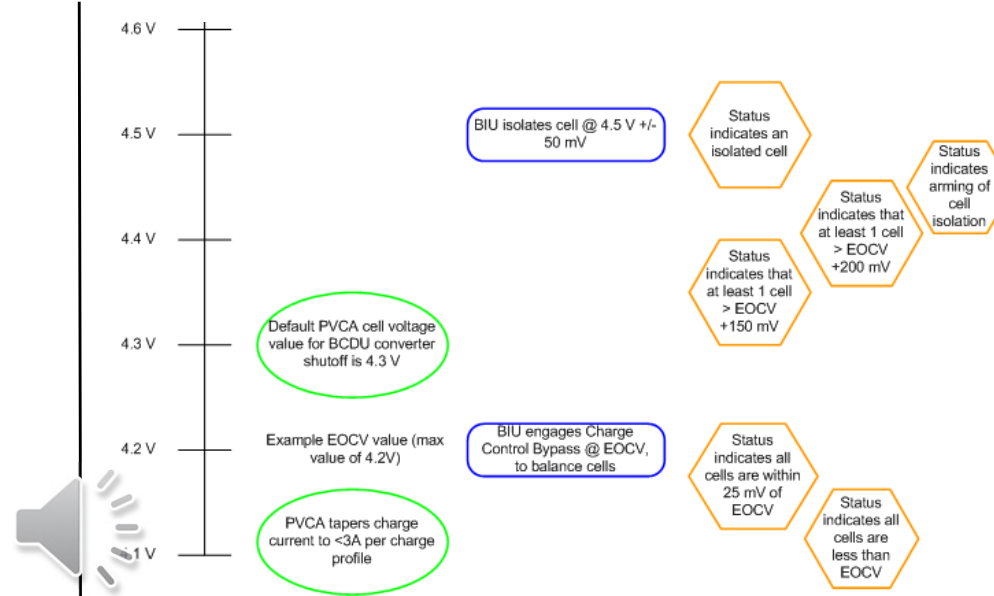 4.6 V
4.5 V
4.4 V
4.3 V
4.2 V
4.1 V
Default PVCA cell voltage
value for BCDU converter
shutoff is 4.3 V
Example EOCV value (max
value of 4.2V)
PVCA tapers charge
current to <3A per charge
profile
BIU isolates cell @ 4.5 V +/-
50 mV
BIU engages Charge
Control Bypass @ EOCV,
to balance cells
Status
indicates an
isolated cell
Status
indicates
arming of
cell
isolation
Status
indicates that
at least 1 cell
> EOCV
+200 mV
Status
indicates that
at least 1 cell
> EOCV
+150 mV
Status
indicates all
cells are within
25 mV of
EOCV
Status
indicates all
cells are
less than
EOCV